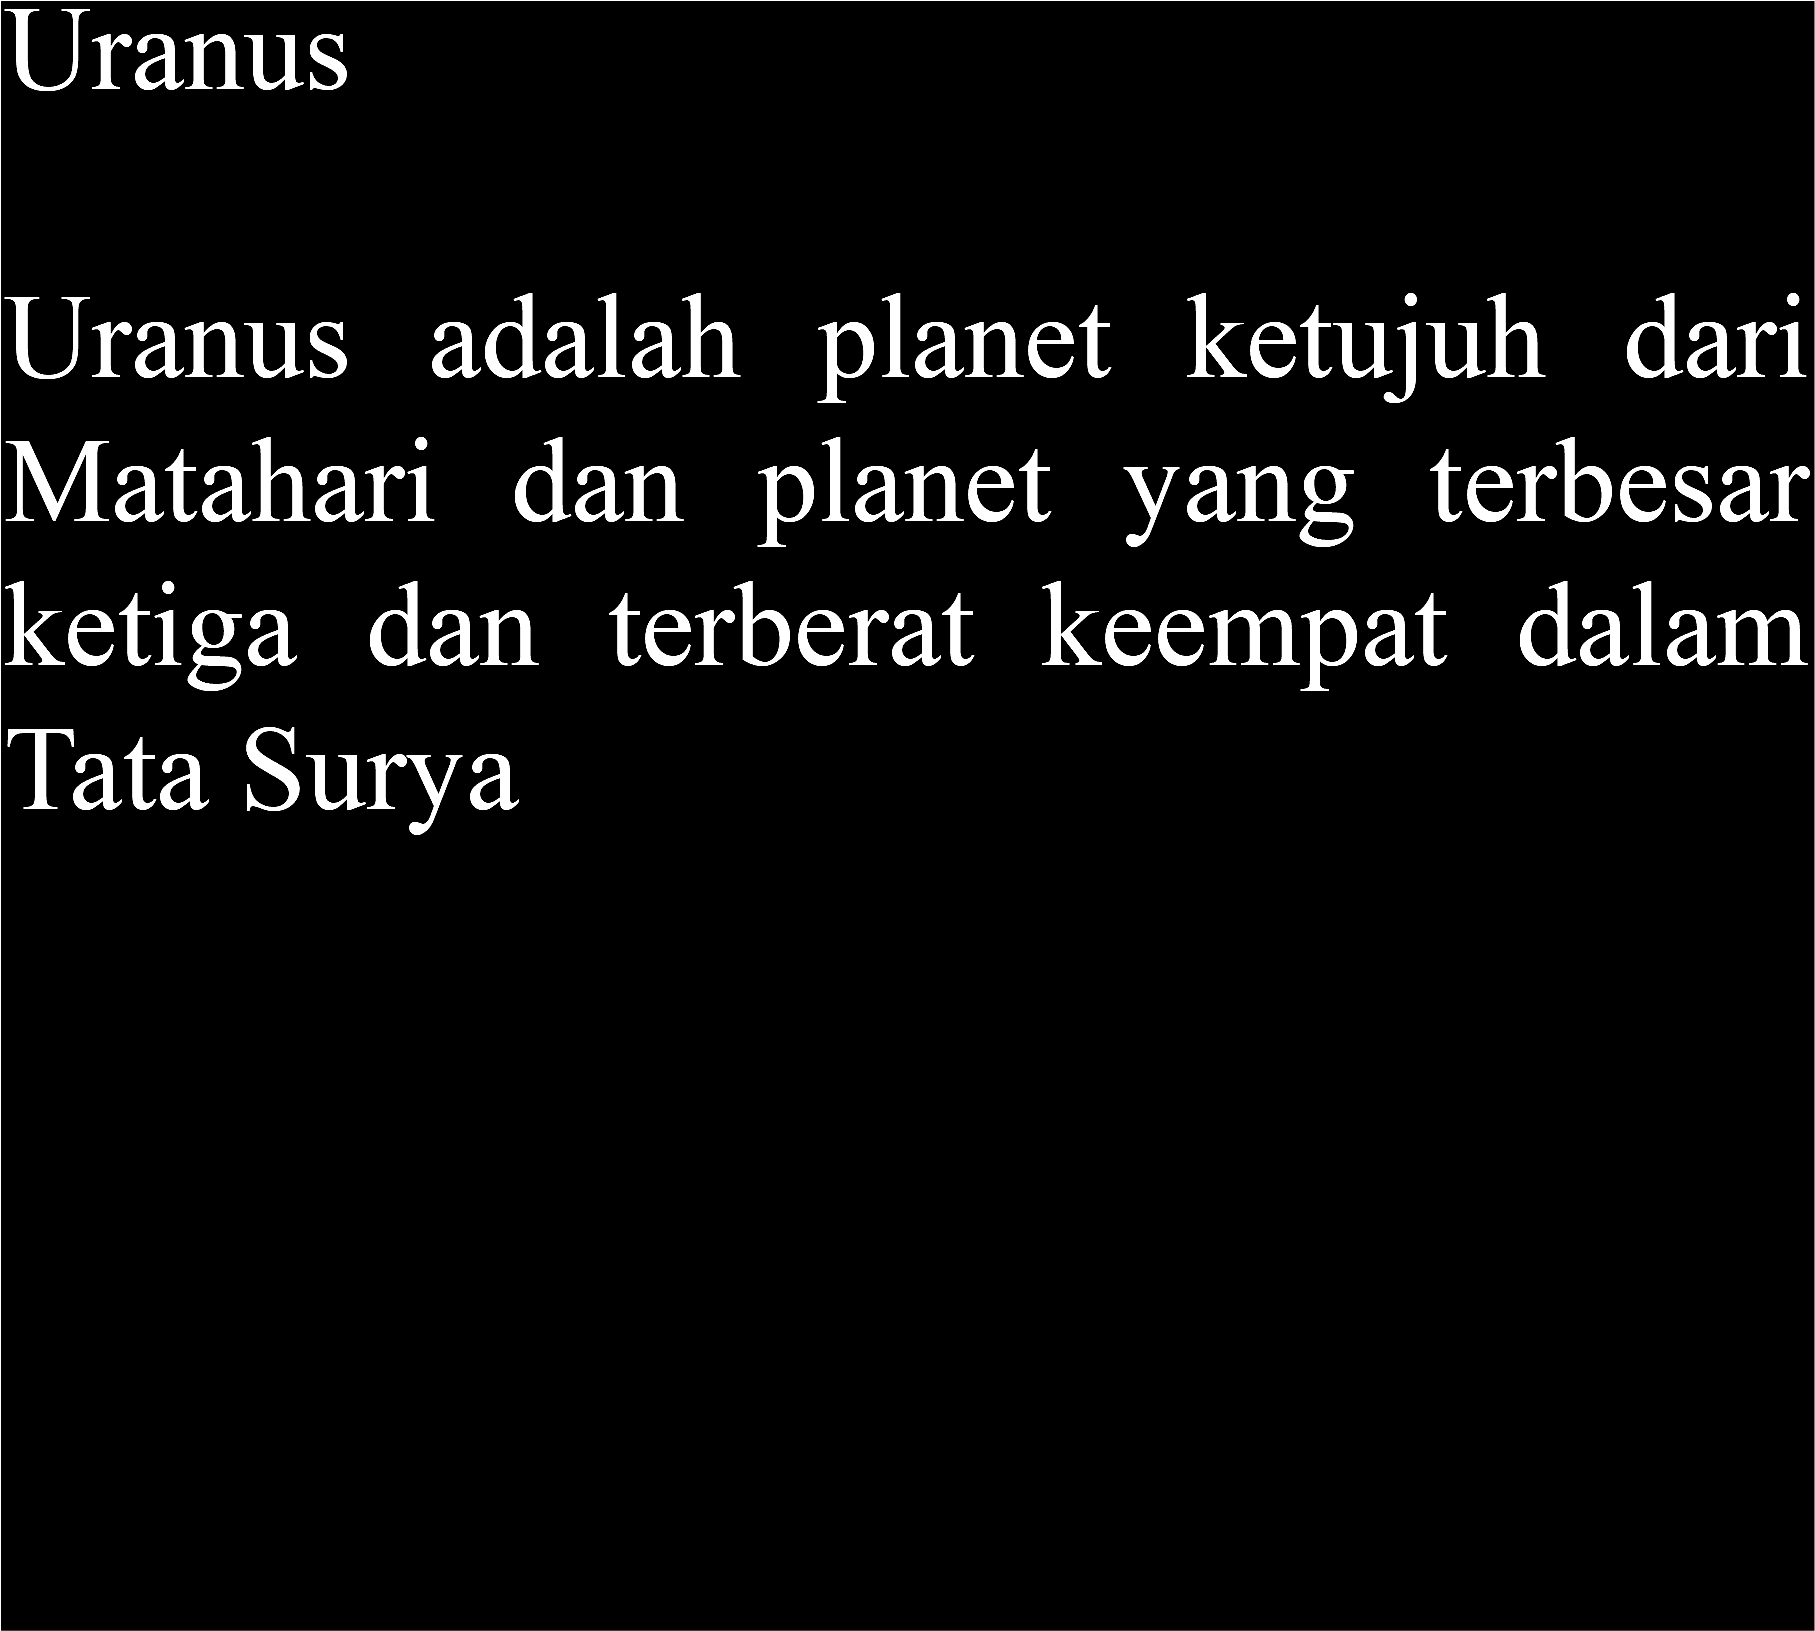 Uranus
Uranus adalah planet ketujuh dari
Matahari dan planet yang terbesar
ketiga dan terberat keempat dalam
Tata Surya